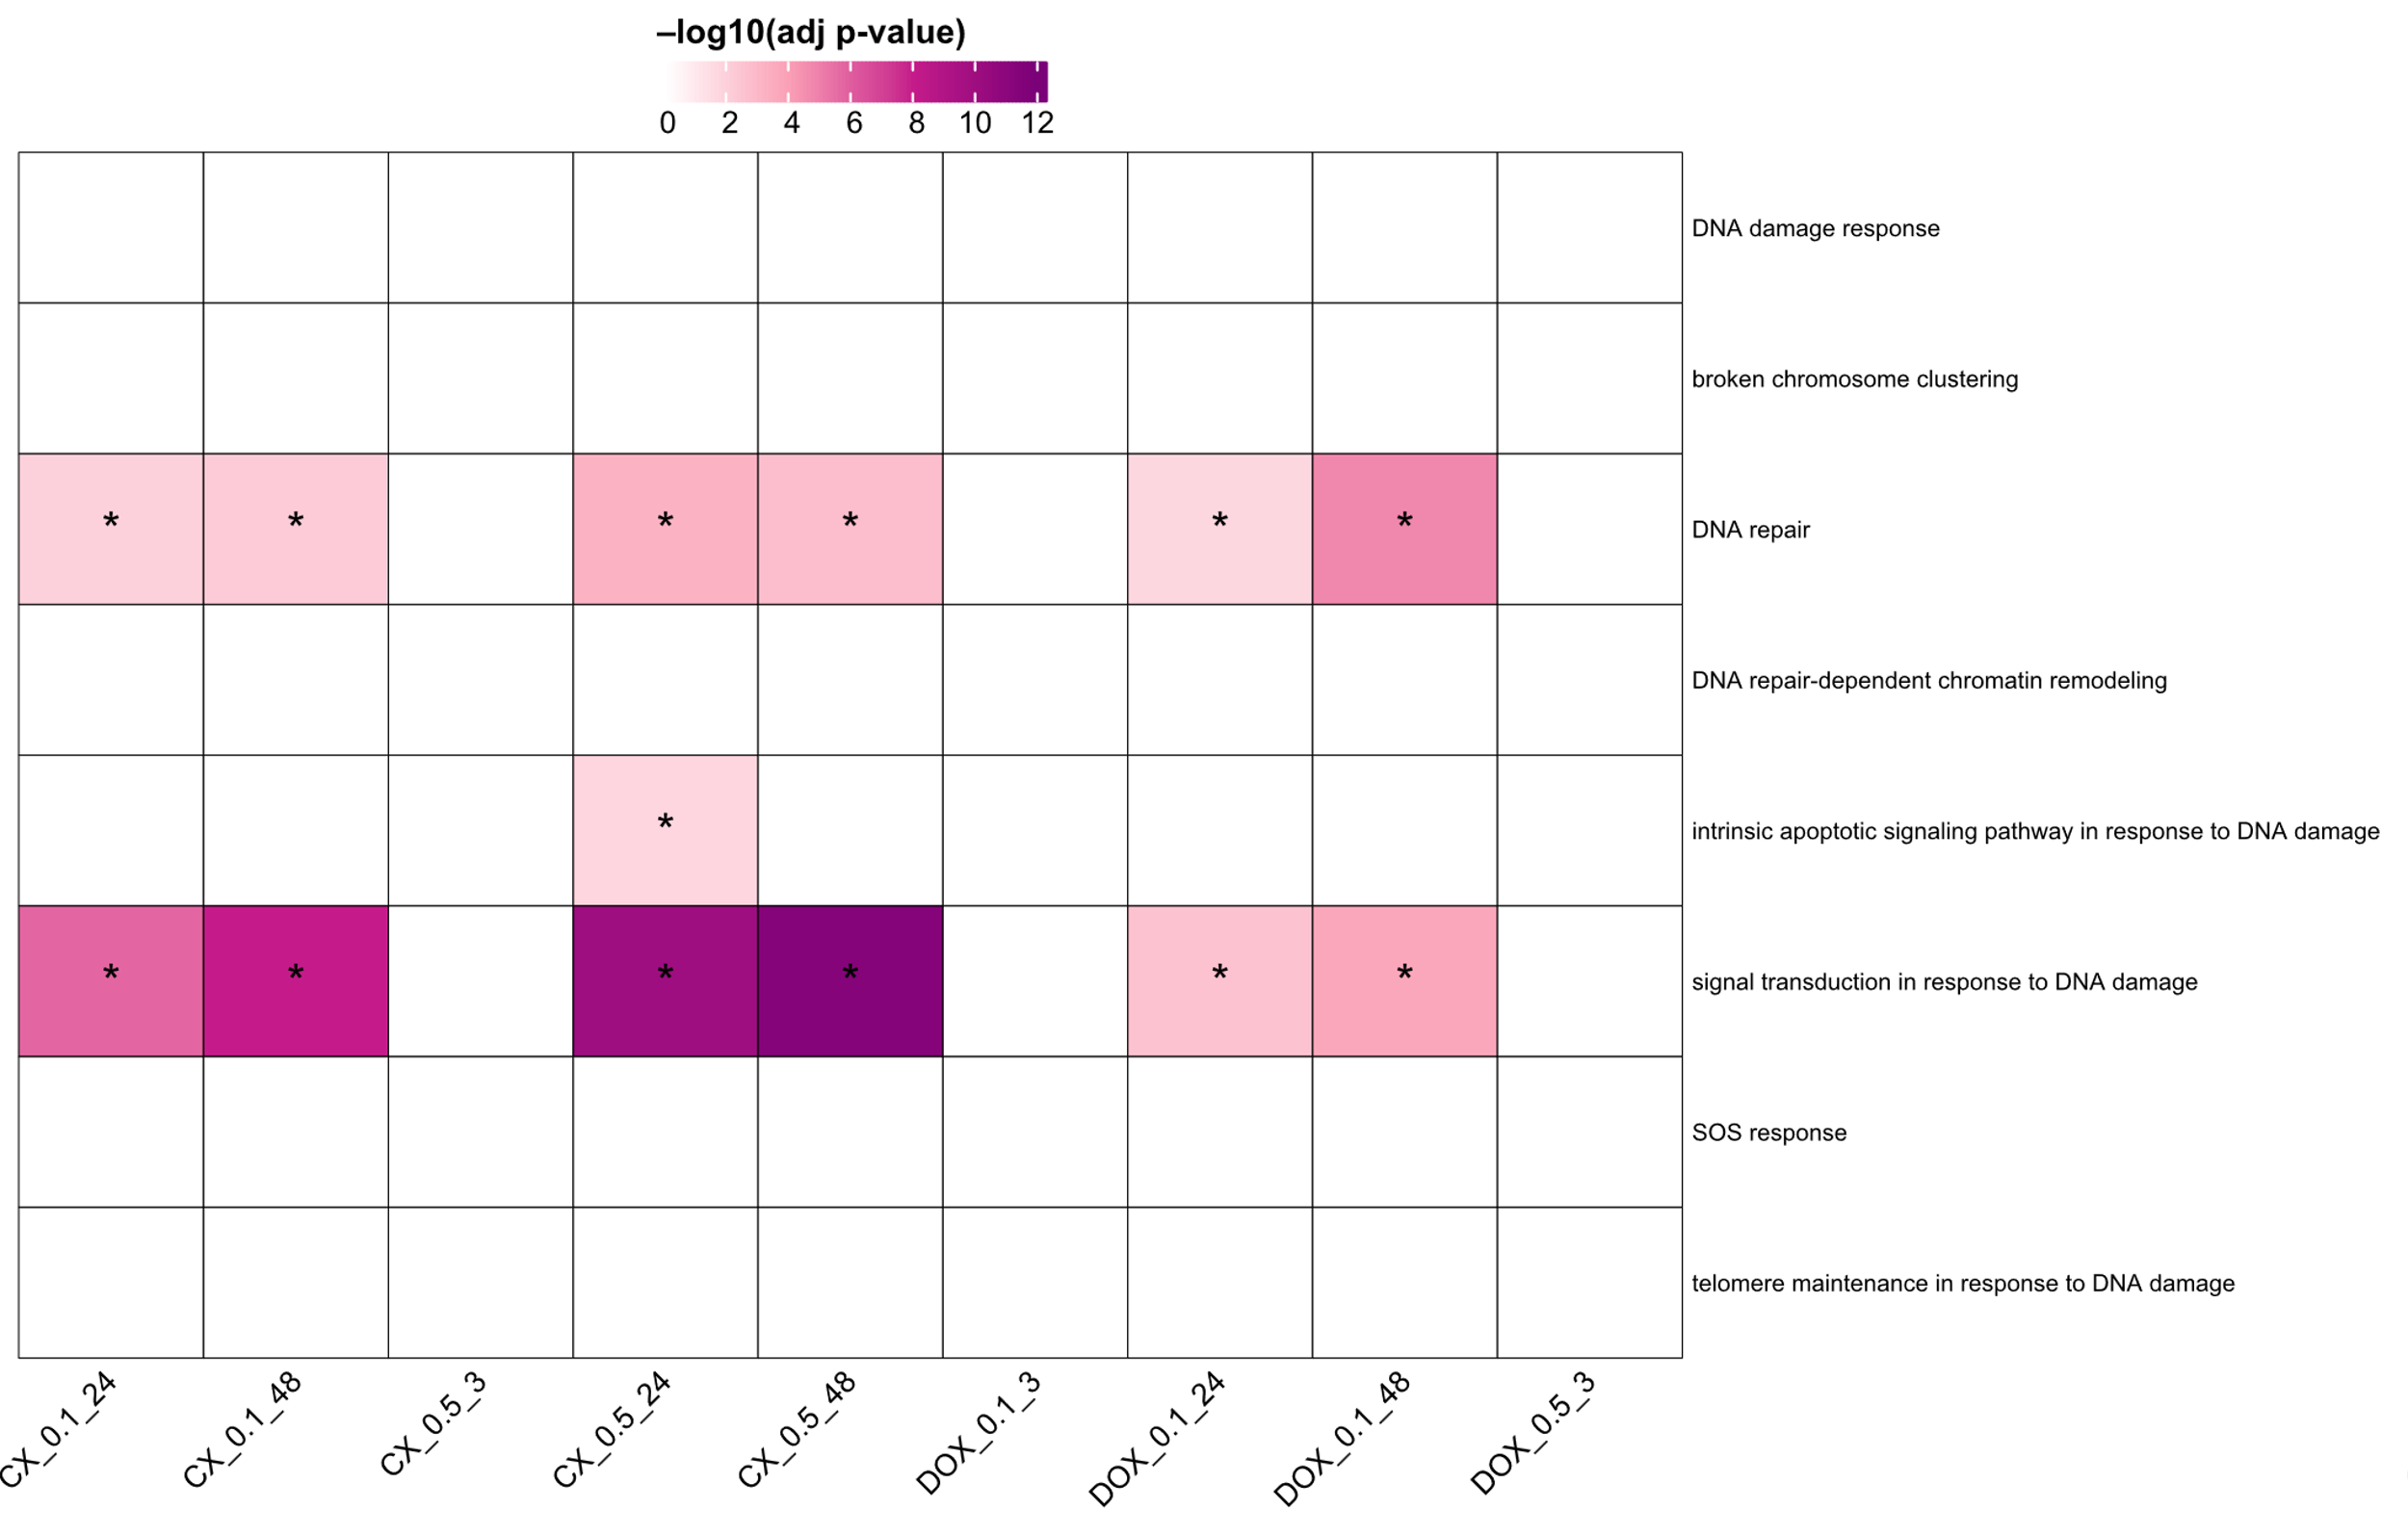 –log10(adj p-value)
0 2 4 6 8 10 12
DNA damage response
broken chromosome clustering
* * * * * * DNA repair
DNA repair-dependent chromatin remodeling
* intrinsic apoptotic signaling pathway in response to DNA damage
* * * * * * signal transduction in response to DNA damage
SOS response
telomere maintenance in response to DNA damage
CX_0.1_24 CX_0.1_48 CX_0.5_3 CX_0.5_24 CX_0.5_48 DOX_0.1_3 DOX_0.1_24 DOX_0.1_48 DOX_0.5_3